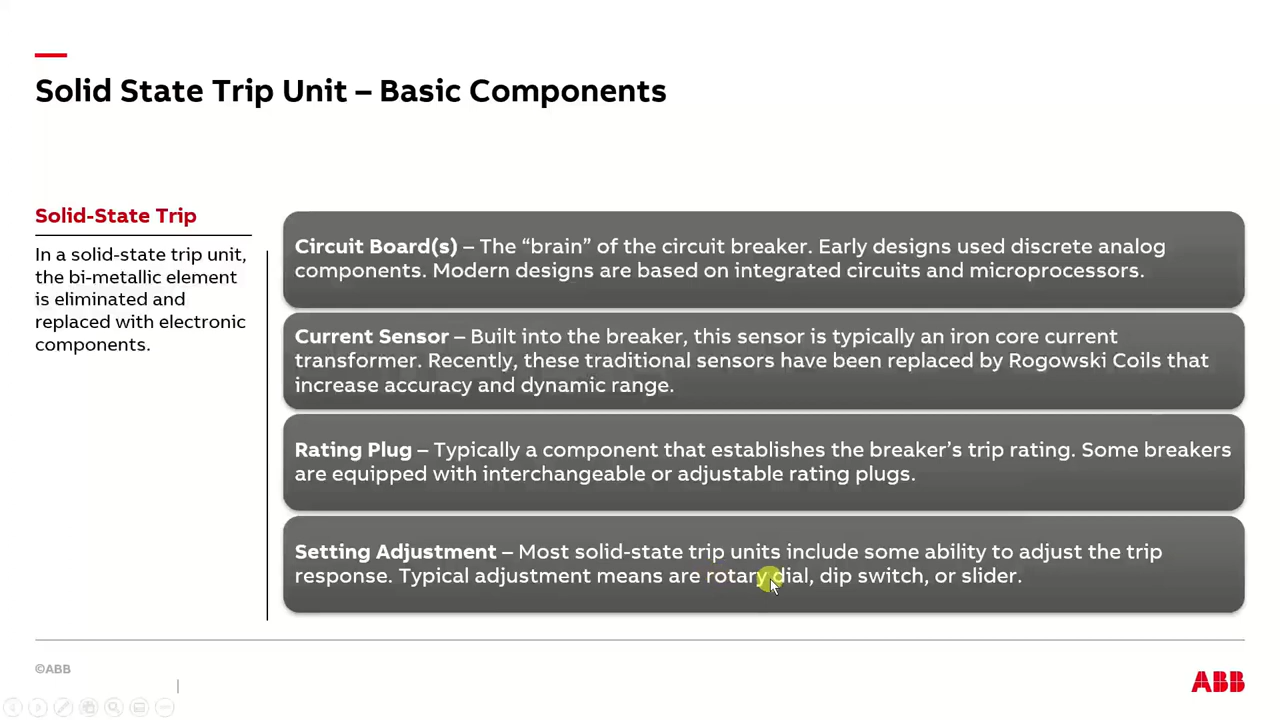 Solid State Trip Unit – Basic Components
Solid-State Trip
In a solid-state trip unit,
the bi-metallic element
is eliminated and
replaced with electronic
components.
Circuit Board(s) – The “brain” of the circuit breaker. Early designs used discrete analog
components. Modern designs are based on integrated circuits and microprocessors.
Current Sensor – Built into the breaker, this sensor is typically an iron core current
transformer. Recently, these traditional sensors have been replaced by Rogowski Coils that
increase accuracy and dynamic range.
Rating Plug – Typically a component that establishes the breaker’s trip rating. Some breakers
are equipped with interchangeable or adjustable rating plugs.
Setting Adjustment – Most solid-state trip units include some ability to adjust the trip
response. Typical adjustment means are rotary dial, dip switch, or slider.
©ABB
ABB